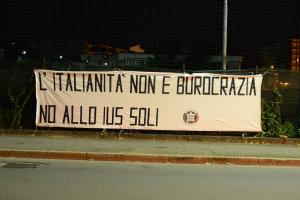 L'ITALIANITÀ NON È BUROCRAZIA
NO ALLO IUS SOLI